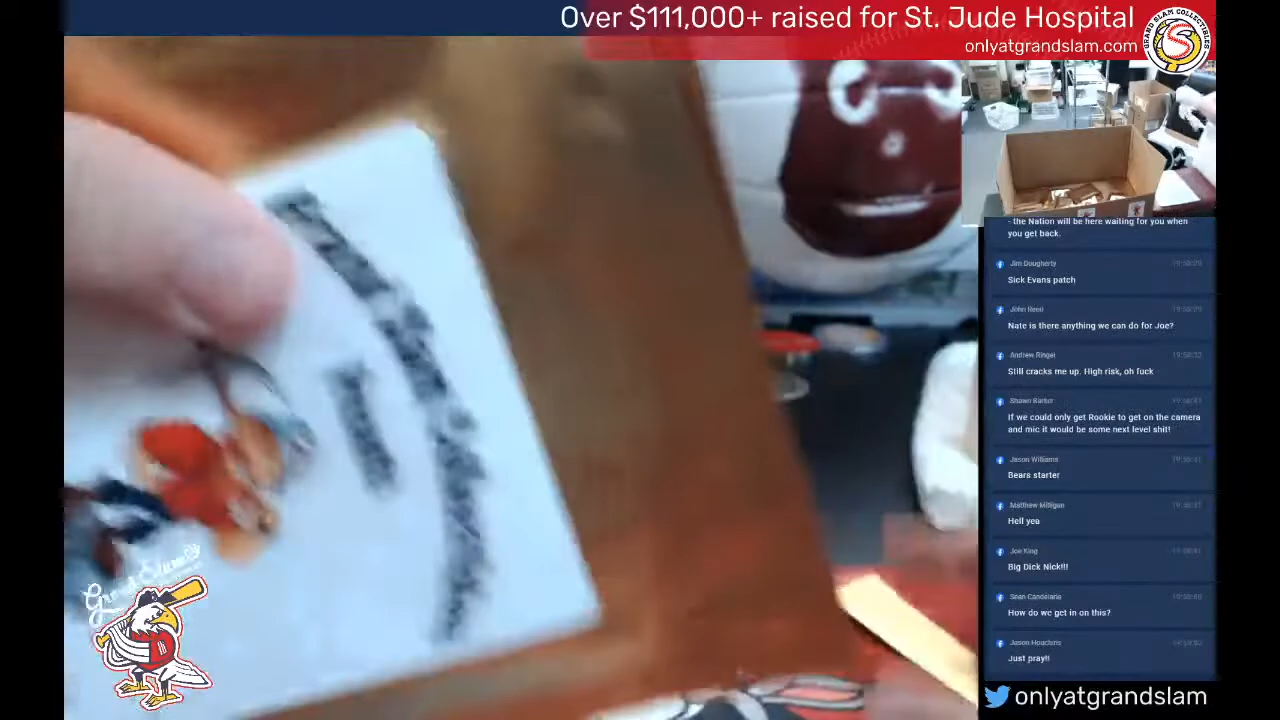 Over $111,000+ raised for St. Jude Hospital
onlyatgrandslam.com
GRAND SLAM COLLECTIBLES
- the Nation will be here waiting for you when
you get back.
Jim Dougherty
Sick Evans patch
John Reed
Nate is there anything we can do for Joe?
Andrew Ringel
Still cracks me up. High risk, oh fuck
Shawn Barker
If we could only get Rookie to get on the camera
and mic it would be some next level shit!
Jason Williams
Bears starter
Matthew Milligan
Hell yea
Joe King
Big Dick Nick!!!
Sean Candelaria
How do we get in on this?
Jason Houchins
Just pray!!
Grand Slam
onlyatgrandslam